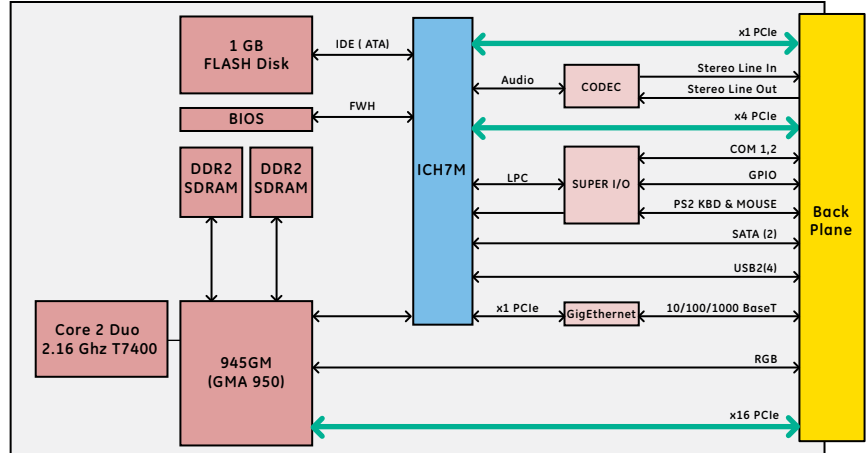 1 GB
FLASH Disk
IDE ( ATA)
BIOS
FWH
DDR2
SDRAM
DDR2
SDRAM
Core 2 Duo
2.16 Ghz T7400
945GM
(GMA 950)
ICH7M
x1 PCIe
Audio
CODEC
Stereo Line In
Stereo Line Out
x4 PCIe
LPC
SUPER I/O
COM 1,2
GPIO
PS2 KBD & MOUSE
SATA (2)
USB2(4)
x1 PCIe
GigEthernet
10/100/1000 BaseT
RGB
x16 PCIe
Back
Plane